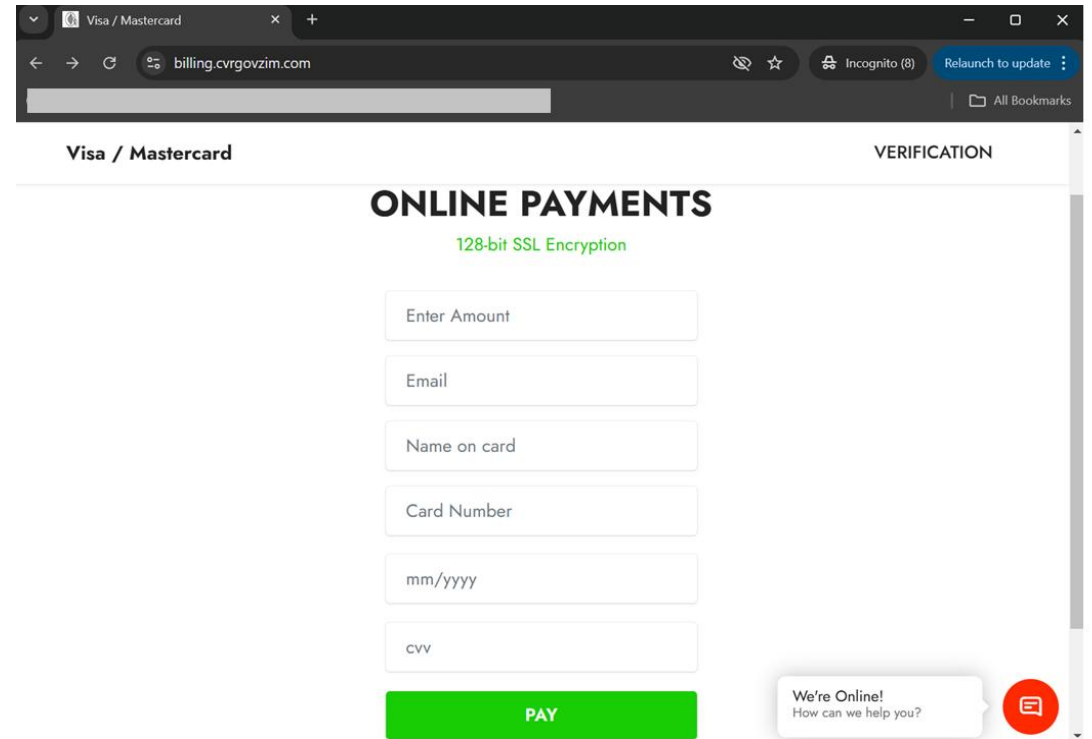 Visa / Mastercard
billing.cvrgovzim.com
Incognito (8)
Relaunch to update
All Bookmarks
Visa / Mastercard
VERIFICATION
ONLINE PAYMENTS
128-bit SSL Encryption
Enter Amount
Email
Name on card
Card Number
mm/yyyy
cvv
PAY
We're Online!
How can we help you?